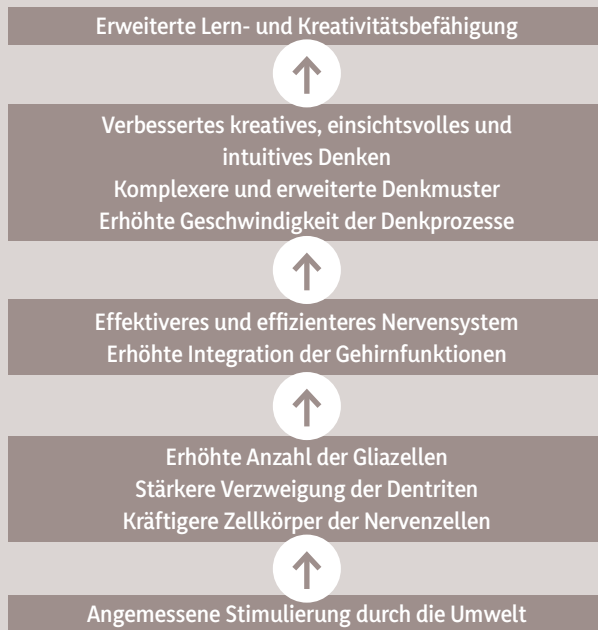 Erweiterte Lern- und Kreativitätsbefähigung
Verbessertes kreatives, einsichtsvolles und
intuitives Denken
Komplexere und erweiterte Denkmuster
Erhöhte Geschwindigkeit der Denkprozesse
Effektiveres und effizienteres Nervensystem
Erhöhte Integration der Gehirnfunktionen
Erhöhte Anzahl der Gliazellen
Stärkere Verzweigung der Dentriten
Kräftigere Zellkörper der Nervenzellen
Angemessene Stimulierung durch die Umwelt